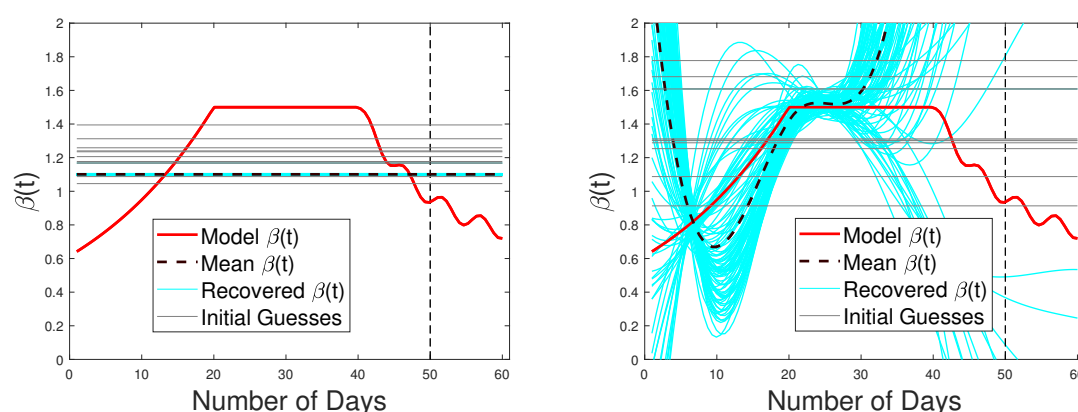 2
1.8
1.6
1.4
1.2
1
0.8
0.6
0.4
0.2
0
β(t)
Model β(t)
Mean β(t)
Recovered β(t)
Initial Guesses
0 10 20 30 40 50 60
Number of Days
2
1.8
1.6
1.4
1.2
1
0.8
0.6
0.4
0.2
0
β(t)
Model β(t)
Mean β(t)
Recovered β(t)
Initial Guesses
0 10 20 30 40 50 60
Number of Days